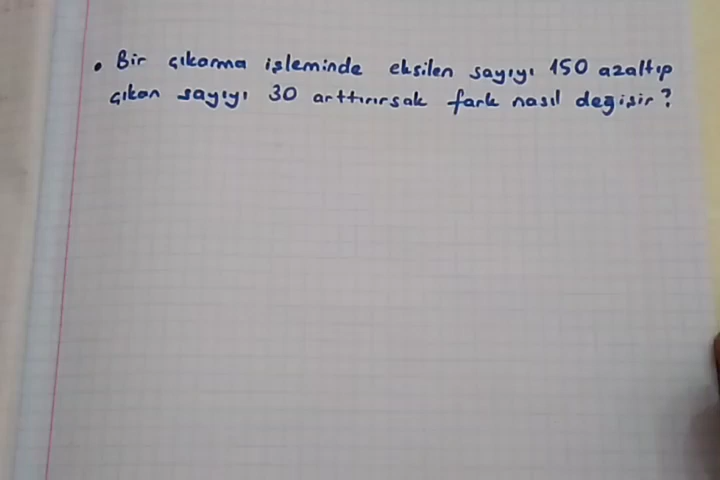 • Bir çıkarma işleminde eksilen sayıyı 150 azaltıp
çıkan sayıyı 30 arttırırsak fark nasıl değişir?